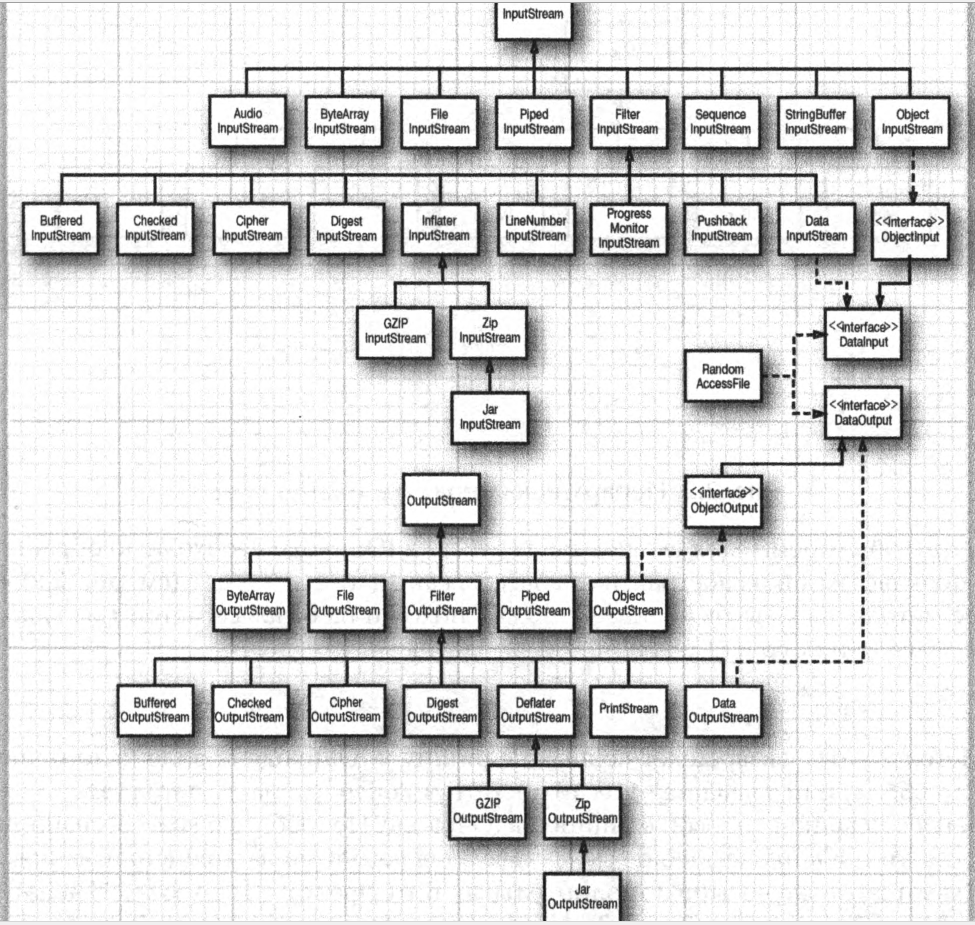 InputStream
Audio
InputStream
ByteArray
InputStream
File
InputStream
Piped
InputStream
Filter
InputStream
Sequence
InputStream
StringBuffer
InputStream
Object
InputStream
Buffered
InputStream
Checked
InputStream
Cipher
InputStream
Digest
InputStream
Inflater
InputStream
LineNumber
InputStream
Progress
Monitor
InputStream
Pushback
InputStream
Data
InputStream
<<interface>>
ObjectInput
GZIP
InputStream
Zip
InputStream
<<interface>>
DataInput
Random
AccessFile
Jar
InputStream
<<interface>>
DataOutput
OutputStream
<<interface>>
ObjectOutput
ByteArray
OutputStream
File
OutputStream
Filter
OutputStream
Piped
OutputStream
Object
OutputStream
Buffered
OutputStream
Checked
OutputStream
Cipher
OutputStream
Digest
OutputStream
Deflater
OutputStream
PrintStream
Data
OutputStream
GZIP
OutputStream
Zip
OutputStream
Jar
OutputStream